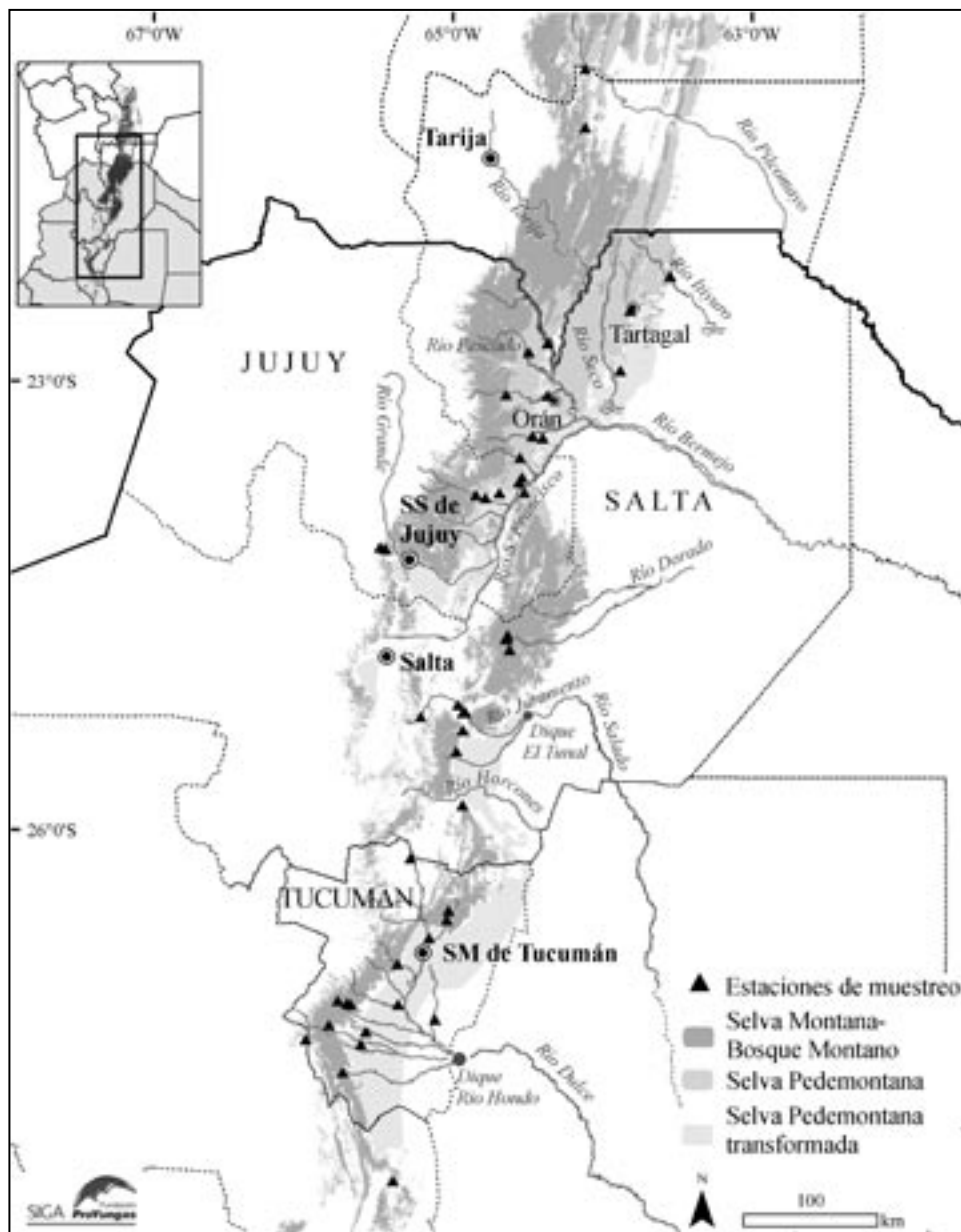 67°0'W
65°0'W
63°0'W
Tarija
Río Pilcomayo
Río Tarija
Río Itiyuro
Tartagal
Río Seco
Río Pescado
JUJUY
23°0'S
Río Grande
Orán
Río Bermejo
SALTA
SS de
Jujuy
Río S. Francisco
Río Dorado
Salta
Río Juramento
Río Salado
Dique
El Tunal
Río Horcones
26°0'S
TUCUMÁN
SM de Tucumán
Dique
Río Hondo
Río Dulce
Estaciones de muestreo
Selva Montana-
Bosque Montano
Selva Pedemontana
Selva Pedemontana
transformada
N
100
km
SIGA
Fundación
ProYungas